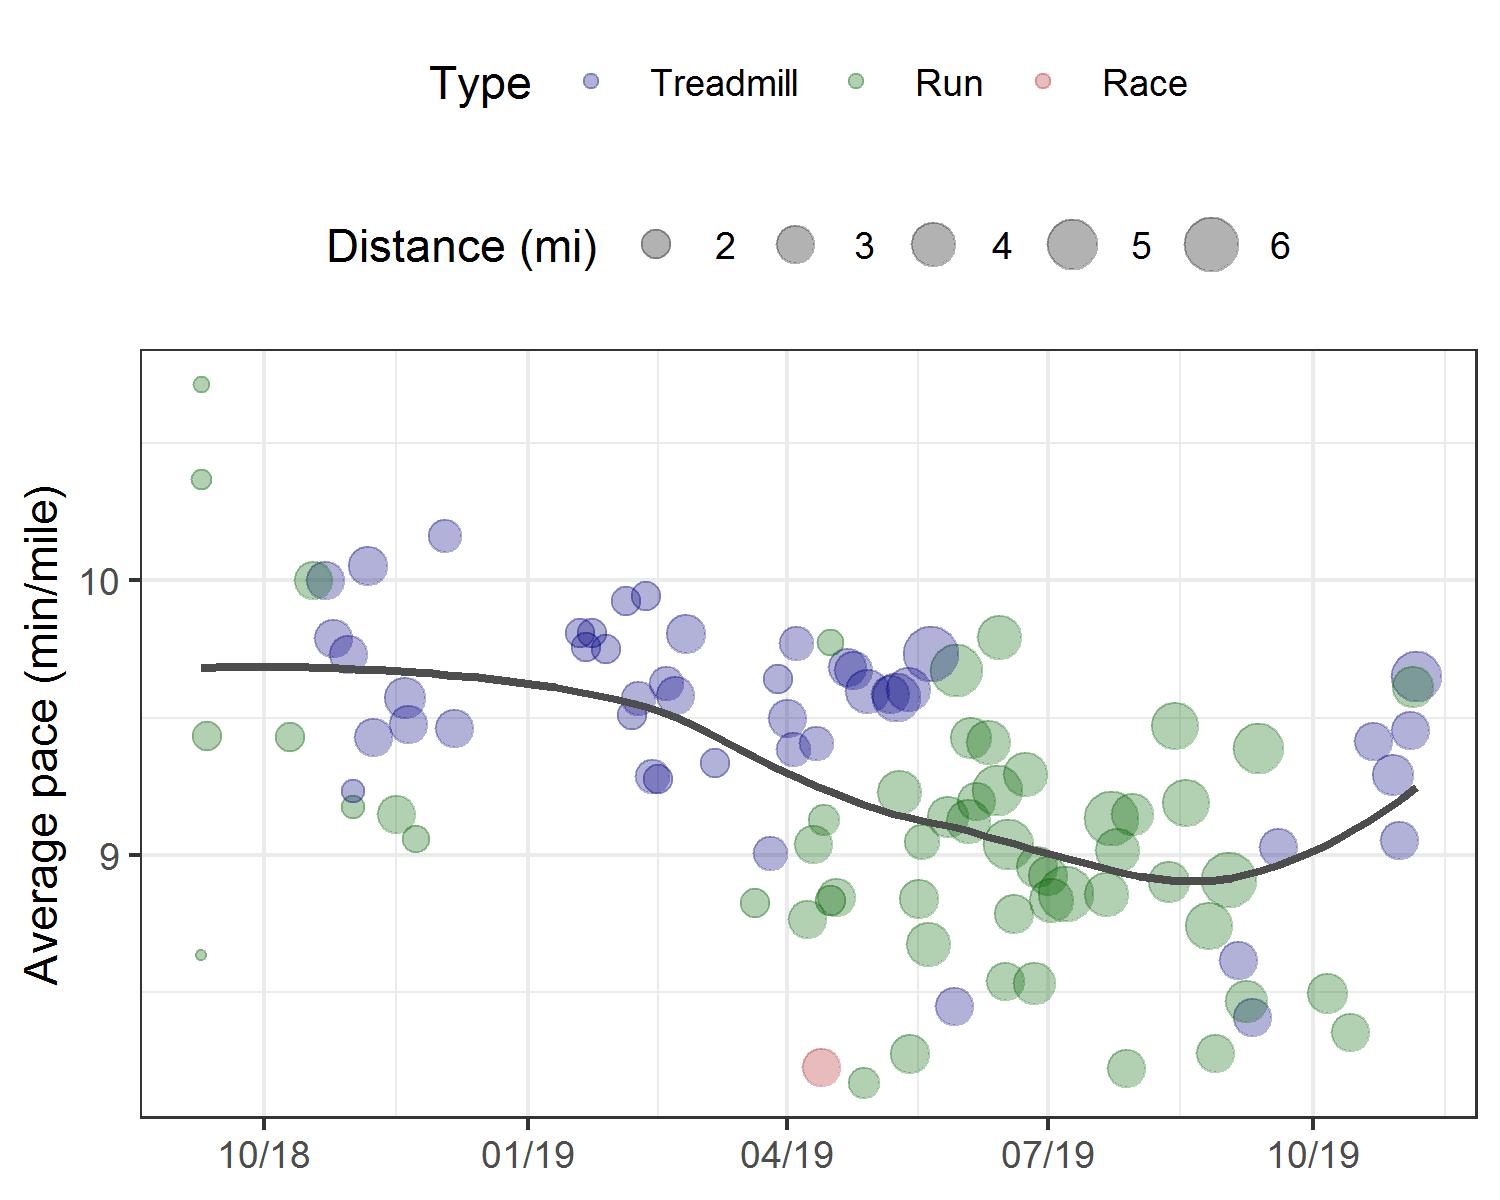 Type Treadmill Run Race
Distance (mi) 2 3 4 5 6
Average pace (min/mile)
10
9
10/18 01/19 04/19 07/19 10/19